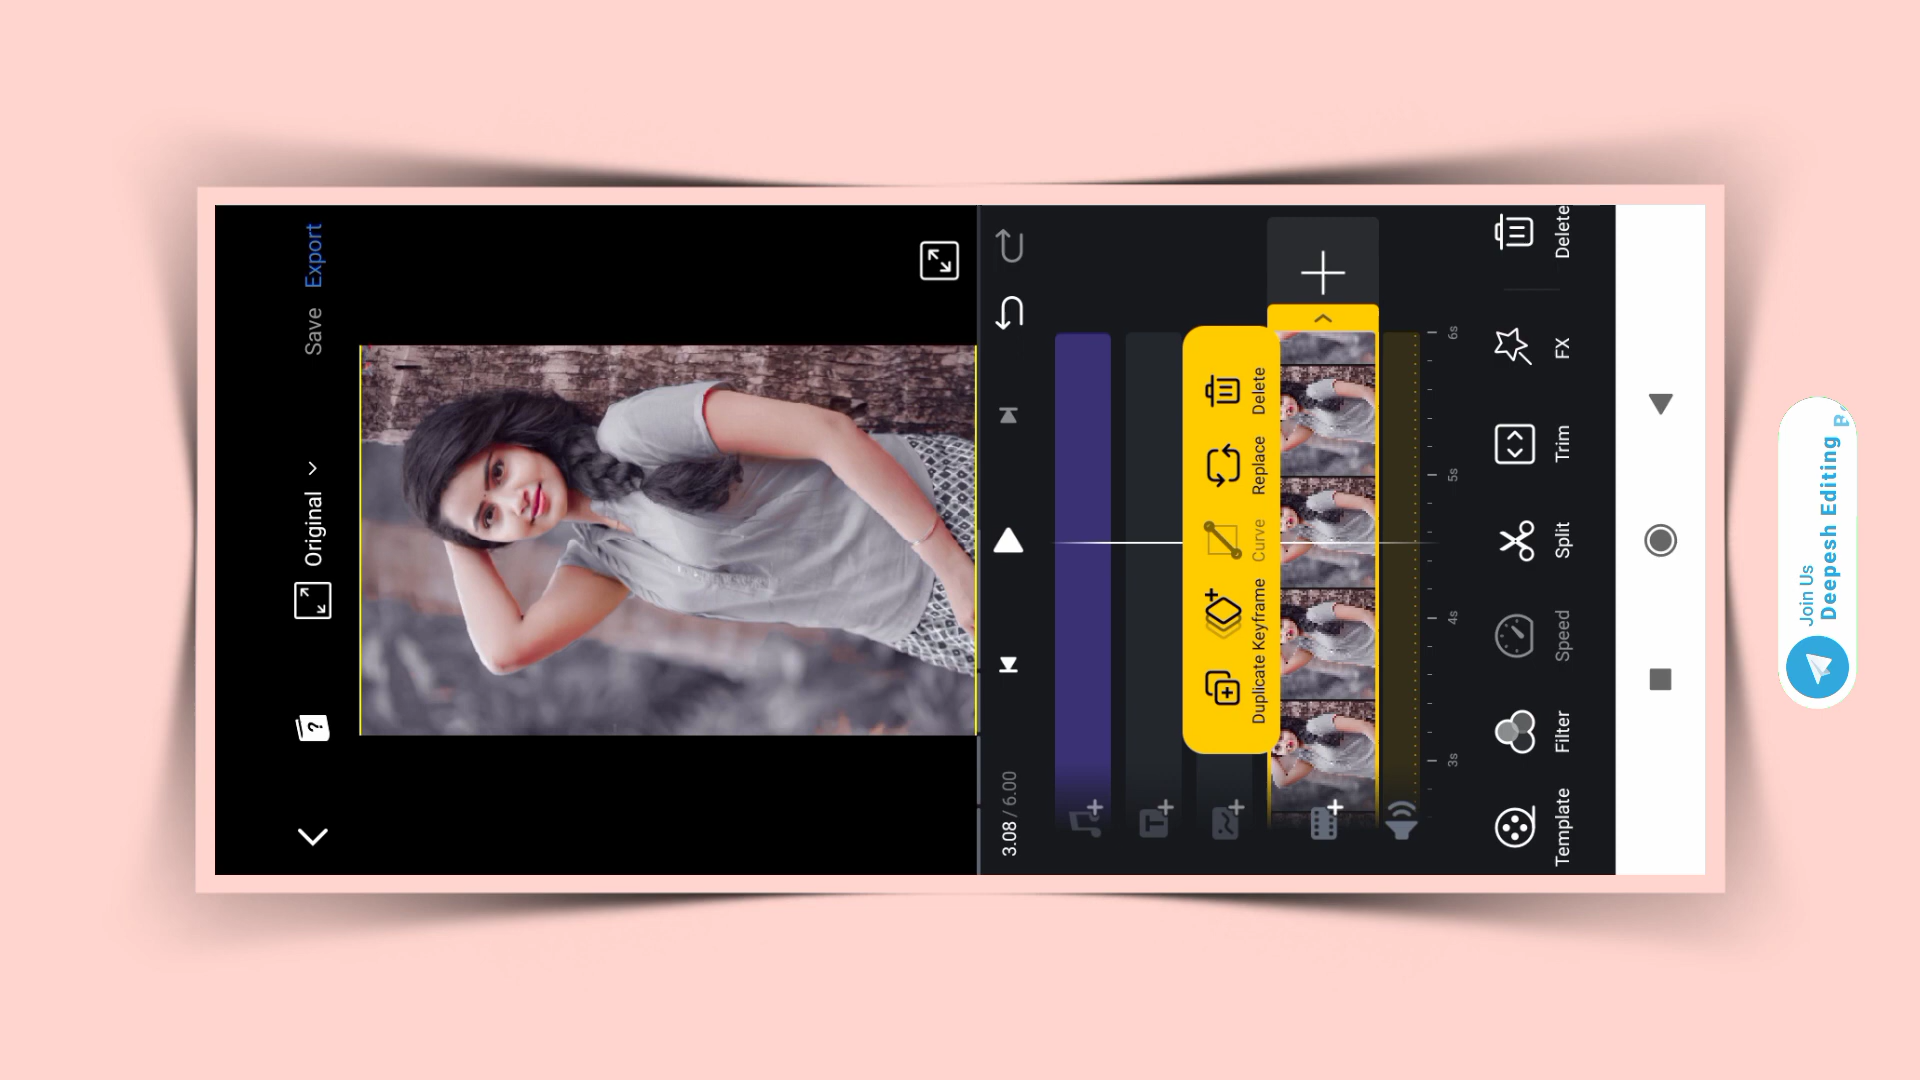 Original
Save
Export
3.08 / 6.00
Duplicate
Keyframe
Curve
Replace
Delete
3s
4s
5s
6s
Template
Filter
Speed
Split
Trim
FX
Delete
Join Us
Deepesh Editing